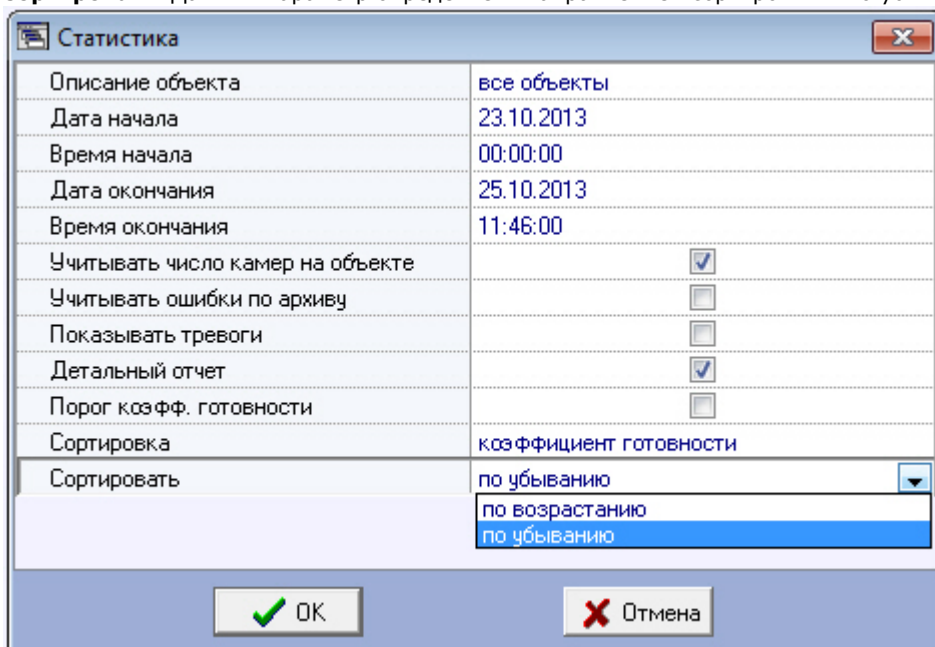 Статистика
Описание объекта все объекты
Дата начала 23.10.2013
Время начала 00:00:00
Дата окончания 25.10.2013
Время окончания 11:46:00
Учитывать число камер на объекте
Учитывать ошибки по архиву
Показывать тревоги
Детальный отчет
Порог коэфф. готовности
Сортировка коэффициент готовности
Сортировать по убыванию
по возрастанию
по убыванию
OK Отмена